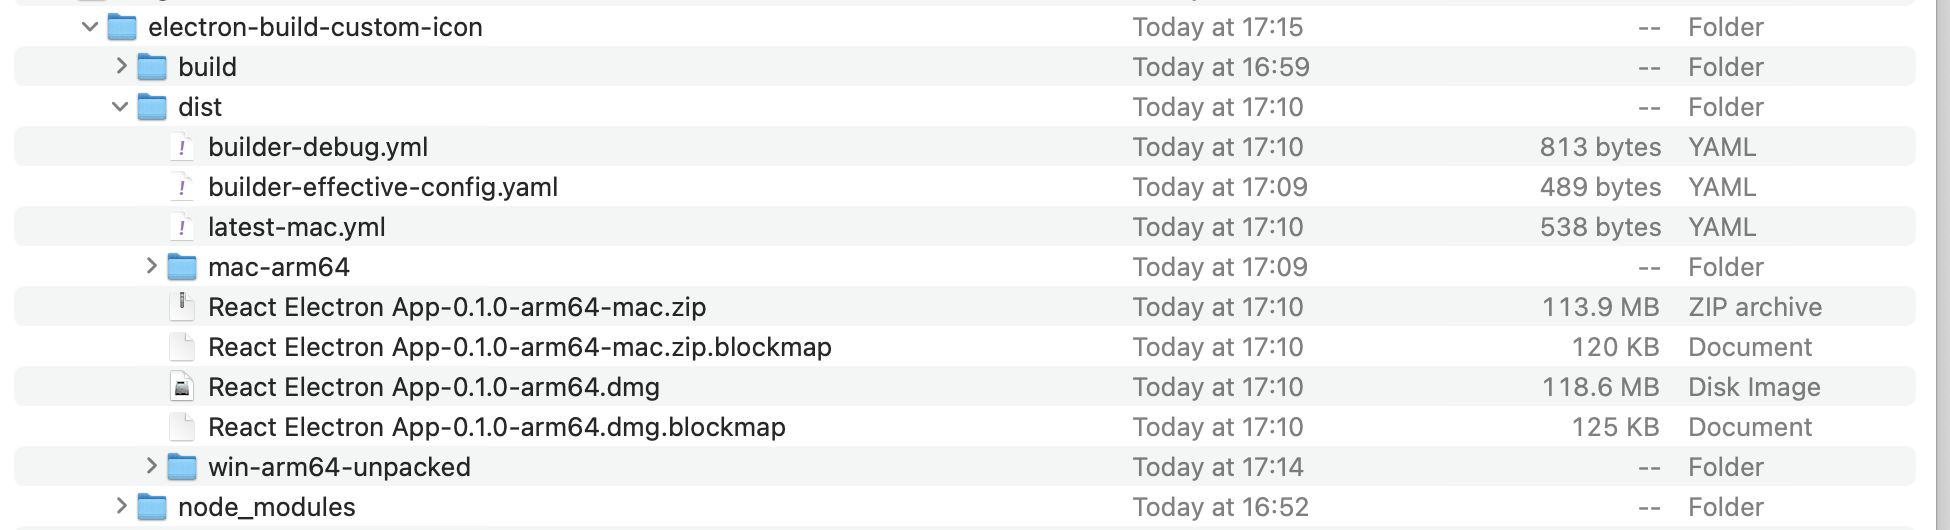 electron-build-custom-icon Today at 17:15 -- Folder
build Today at 16:59 -- Folder
dist Today at 17:10 -- Folder
builder-debug.yml Today at 17:10 813 bytes YAML
builder-effective-config.yaml Today at 17:09 489 bytes YAML
latest-mac.yml Today at 17:10 538 bytes YAML
mac-arm64 Today at 17:09 -- Folder
React Electron App-0.1.0-arm64-mac.zip Today at 17:10 113.9 MB ZIP archive
React Electron App-0.1.0-arm64-mac.zip.blockmap Today at 17:10 120 KB Document
React Electron App-0.1.0-arm64.dmg Today at 17:10 118.6 MB Disk Image
React Electron App-0.1.0-arm64.dmg.blockmap Today at 17:10 125 KB Document
win-arm64-unpacked Today at 17:14 -- Folder
node_modules Today at 16:52 -- Folder